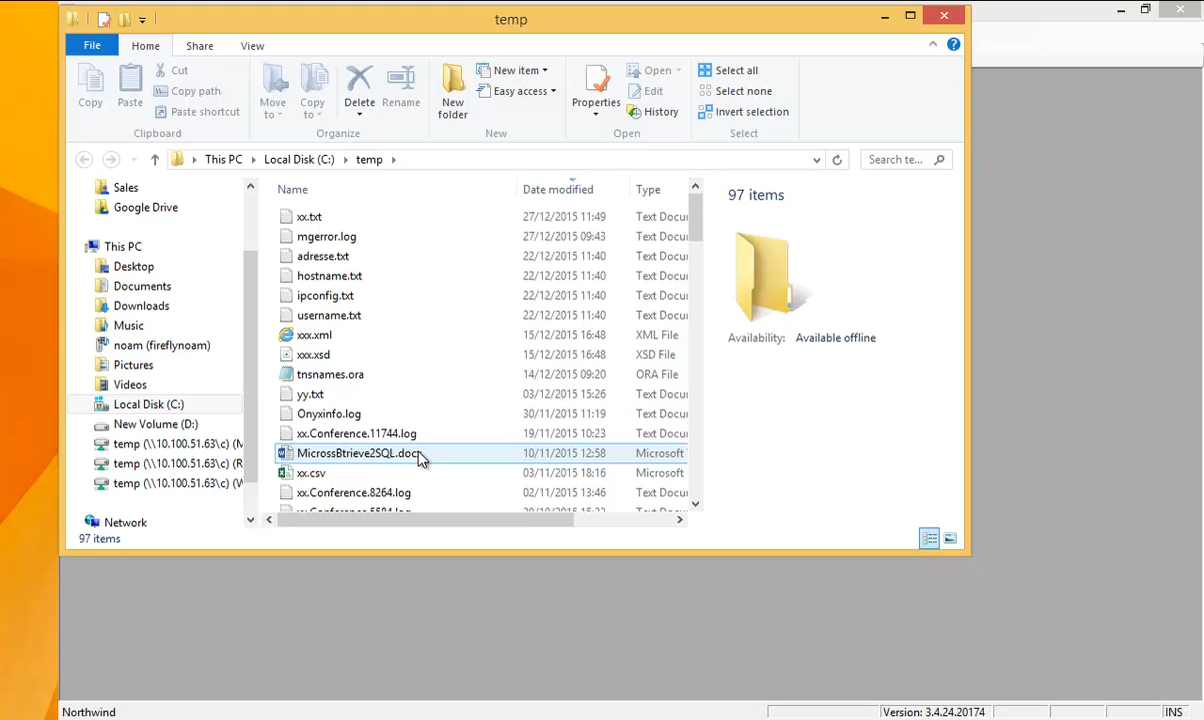 temp
File Home Share View
Copy
Paste
Cut
Copy path
Paste shortcut
Clipboard
Move to
Copy to
Delete
Rename
Organize
New folder
New item
Easy access
New
Properties
Open
Edit
History
Open
Select all
Select none
Invert selection
Select
This PC Local Disk (C:) temp
Search te...
Sales
Google Drive
This PC
Desktop
Documents
Downloads
Music
noam (fireflynoam)
Pictures
Videos
Local Disk (C:)
New Volume (D:)
temp (\\10.100.51.63\c) (M
temp (\\10.100.51.63\c) (R
temp (\\10.100.51.63\c) (W
Network
Name Date modified Type
xx.txt 27/12/2015 11:49 Text Docu
mgerror.log 27/12/2015 09:43 Text Docu
adresse.txt 22/12/2015 11:40 Text Docu
hostname.txt 22/12/2015 11:40 Text Docu
ipconfig.txt 22/12/2015 11:40 Text Docu
username.txt 22/12/2015 11:40 Text Docu
xxx.xml 15/12/2015 16:48 XML File
xxx.xsd 15/12/2015 16:48 XSD File
tnsnames.ora 14/12/2015 09:20 ORA File
yy.txt 03/12/2015 15:26 Text Docu
Onyxinfo.log 30/11/2015 11:19 Text Docu
xx.Conference.11744.log 19/11/2015 10:23 Text Docu
MicrossBtrieve2SQL.doc 10/11/2015 12:58 Microsoft
xx.csv 03/11/2015 18:16 Microsoft
xx.Conference.8264.log 02/11/2015 13:46 Text Docu
97 items
Availability: Available offline
97 items
Northwind
Version: 3.4.24.20174
INS